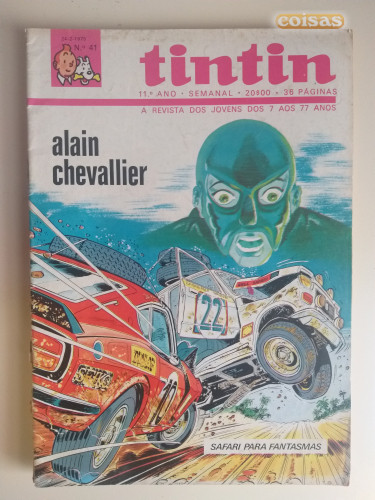 coisas
N.º 41
tintin
11.º ANO • SEMANAL • 20$00 • 36 PÁGINAS
A REVISTA DOS JOVENS DOS 7 AOS 77 ANOS
alain
chevallier
22
SAFARI PARA FANTASMAS